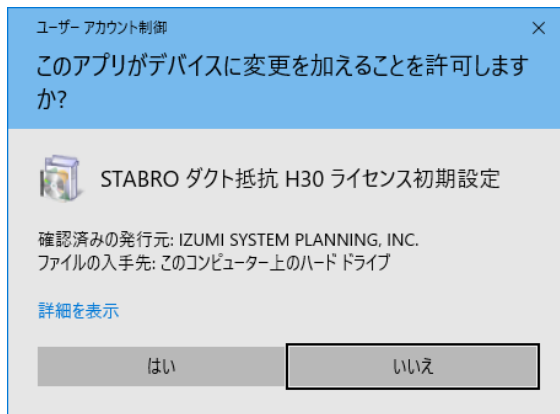 ユーザー アカウント制御
このアプリがデバイスに変更を加えることを許可します
か?
STABRO ダクト抵抗 H30 ライセンス初期設定
確認済みの発行元: IZUMI SYSTEM PLANNING, INC.
ファイルの入手先: このコンピューター上のハード ドライブ
詳細を表示
はい
いいえ